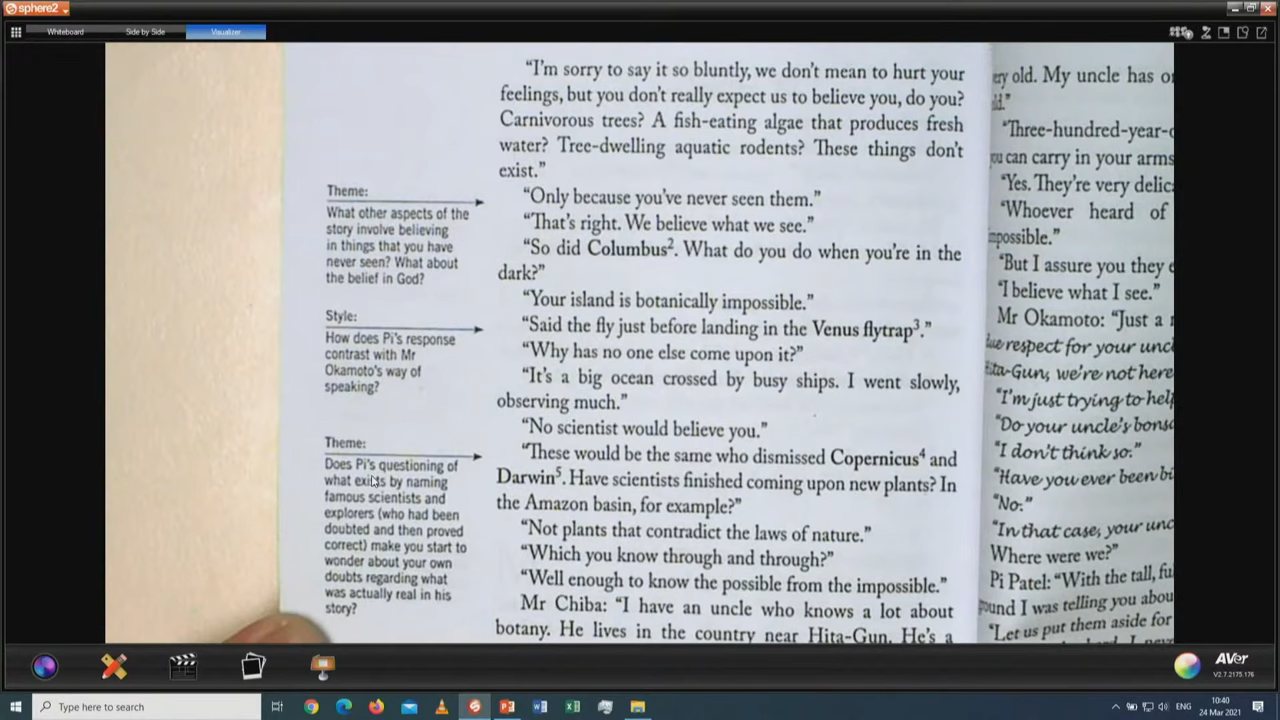 sphere2
Whiteboard
Side by Side
Visualizer
"I'm sorry to say it so bluntly, we don't mean to hurt your
feelings, but you don't really expect us to believe you, do you?
Carnivorous trees? A fish-eating algae that produces fresh
water? Tree-dwelling aquatic rodents? These things don't
exist."
"Only because you've never seen them."
"That's right. We believe what we see."
"So did Columbus². What do you do when you're in the
dark?"
"Your island is botanically impossible."
"Said the fly just before landing in the Venus flytrap³."
"Why has no one else come upon it?"
"It's a big ocean crossed by busy ships. I went slowly,
observing much."
"No scientist would believe you."
"These would be the same who dismissed Copernicus⁴ and
Darwin⁵. Have scientists finished coming upon new plants? In
the Amazon basin, for example?"
"Not plants that contradict the laws of nature."
"Which you know through and through?"
"Well enough to know the possible from the impossible."
Mr Chiba: "I have an uncle who knows a lot about
botany. He lives in the country near Hita-Gun. He's a
Theme:
What other aspects of the
story involve believing
in things that you have
never seen? What about
the belief in God?
Style:
How does Pi's response
contrast with Mr
Okamoto's way of
speaking?
Theme:
Does Pi's questioning of
what exists by naming
famous scientists and
explorers (who had been
doubted and then proved
correct) make you start to
wonder about your own
doubts regarding what
was actually real in his
story?
very old. My uncle has
"Three-hundred-year-
you can carry in your arms
"Yes. They're very
"Whoever heard of
impossible."
"But I assure you they
"I believe what I see."
Mr Okamoto: "Just a
due respect for your
Hita-Gun, we're not here
"I'm just trying to
"Do your uncle's
"I don't think so."
"Have you ever been
"No."
"In that case, your
Where were we?"
Pi Patel: "With the tall,
I was telling you
"Let us put them aside for
AVer
V2.7.2175.176
Type here to search
ENG
10:40
24 Mar 2021